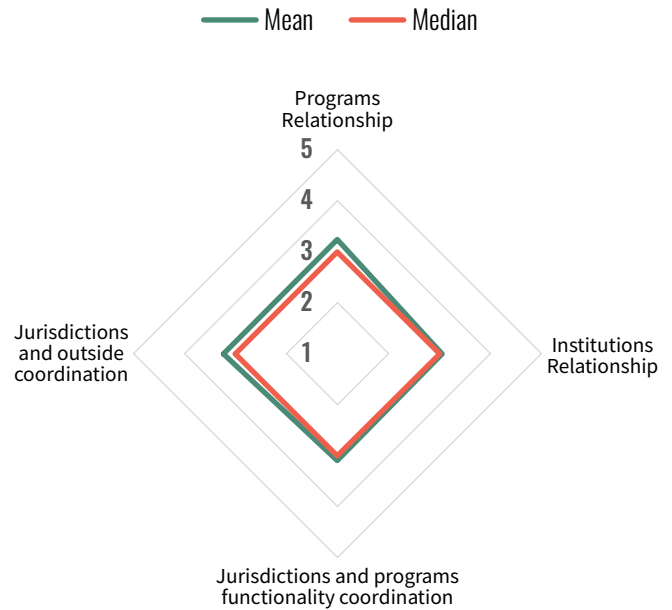 Mean
Median
Programs
Relationship
5
4
3
2
1
Jurisdictions
and outside
coordination
Institutions
Relationship
Jurisdictions and programs
functionality coordination